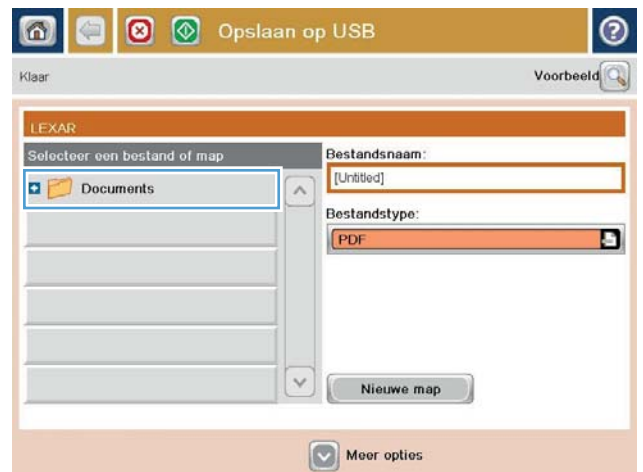 Opslaan op USB
Klaar
Voorbeeld
LEXAR
Selecteer een bestand of map
Bestandsnaam:
Documents
[Untitled]
Bestandstype:
PDF
Nieuwe map
Meer opties